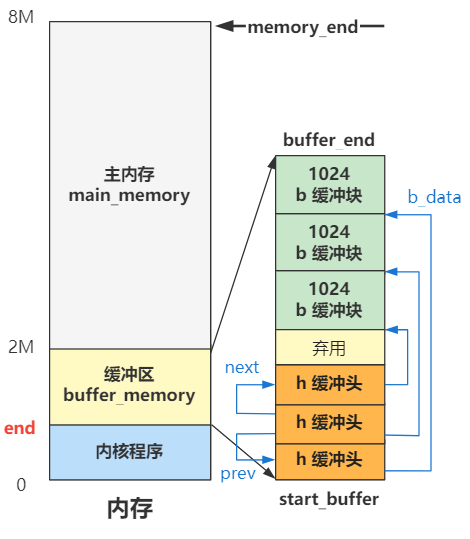 8M
memory_end
主内存
main_memory
2M
缓冲区
buffer_memory
end
内核程序
0
内存
buffer_end
1024
b 缓冲块
b_data
1024
b 缓冲块
1024
b 缓冲块
弃用
next
h 缓冲头
h 缓冲头
h 缓冲头
prev
start_buffer